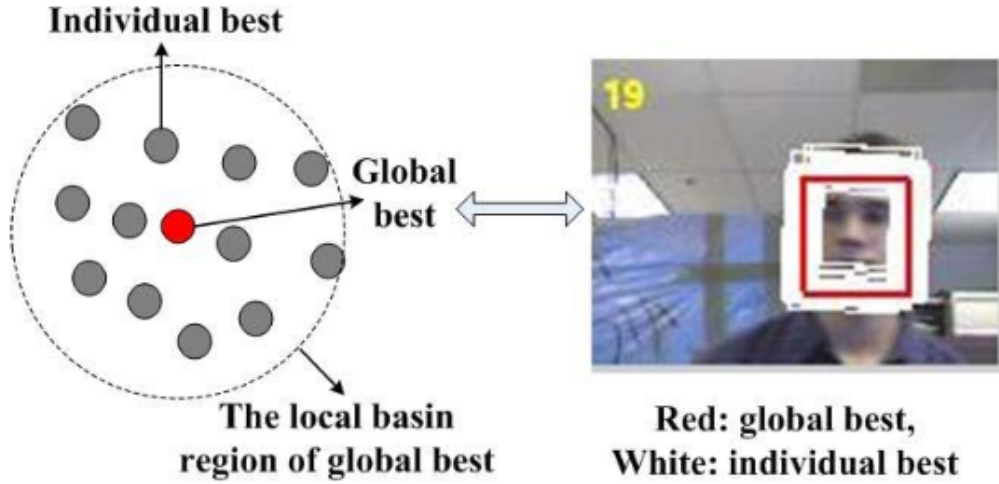 Individual best
Global
best
The local basin
region of global best
19
Red: global best,
White: individual best